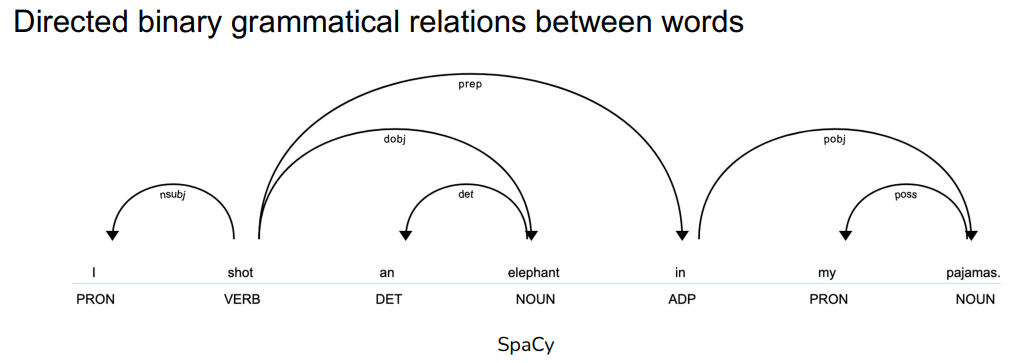 Directed binary grammatical relations between words
prep
dobj
pobj
nsubj
det
poss
I shot an elephant in my pajamas.
PRON VERB DET NOUN ADP PRON NOUN
SpaCy